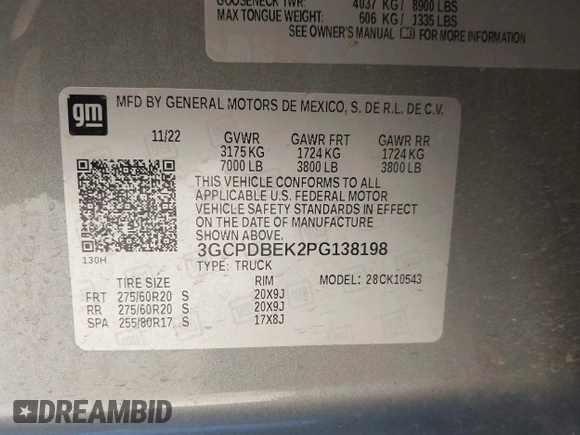 GOOSENECK TWR: 4037 KG/ 8900 LBS
MAX TONGUE WEIGHT: 606 KG/ 1335 LBS
SEE OWNER'S MANUAL FOR MORE INFORMATION
gm
MFD BY GENERAL MOTORS DE MEXICO, S. DE R.L. DE C.V.
11/22 GVWR GAWR FRT GAWR RR
3175 KG 1724 KG 1724 KG
7000 LB 3800 LB 3800 LB
THIS VEHICLE CONFORMS TO ALL
APPLICABLE U.S. FEDERAL MOTOR
VEHICLE SAFETY STANDARDS IN EFFECT
ON THE DATE OF MANUFACTURE
SHOWN ABOVE.
3GCPDBEK2PG138198
130H
TYPE: TRUCK
TIRE SIZE RIM MODEL: 28CK10543
FRT 275/60R20 S 20X9J
RR 275/60R20 S 20X9J
SPA 255/80R17 S 17X8J
DREAMBID